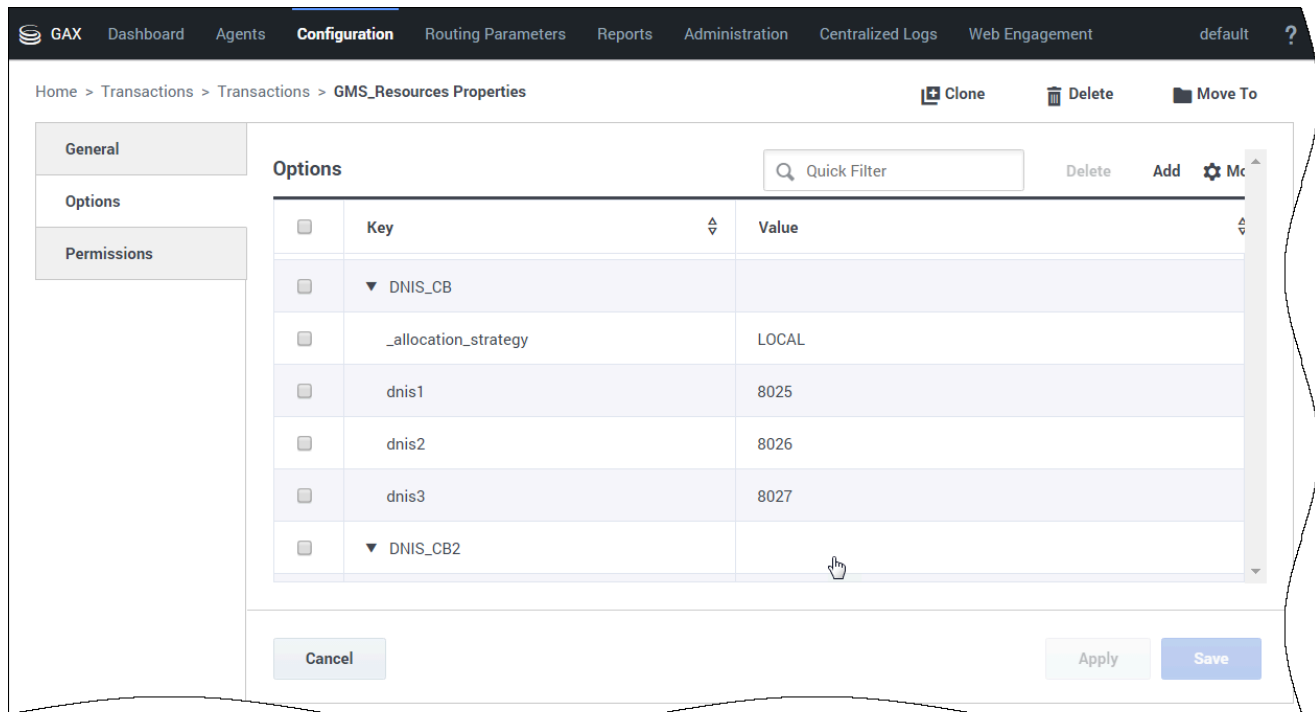 GAX Dashboard Agents Configuration Routing Parameters Reports Administration Centralized Logs Web Engagement default ?
Home > Transactions > Transactions > GMS_Resources Properties Clone Delete Move To
General
Options
Permissions
Options Quick Filter Delete Add
Key Value
DNIS_CB
_allocation_strategy LOCAL
dnis1 8025
dnis2 8026
dnis3 8027
DNIS_CB2
Cancel Apply Save